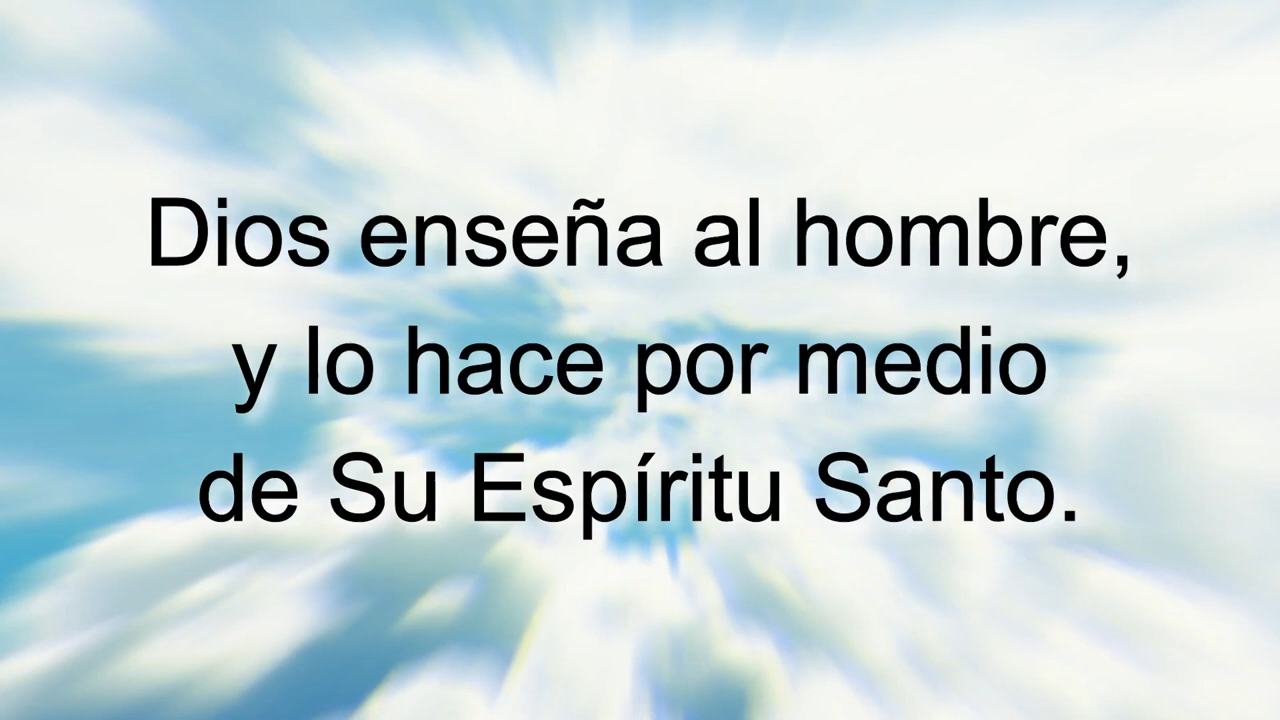 Dios enseña al hombre,
y lo hace por medio
de Su Espíritu Santo.